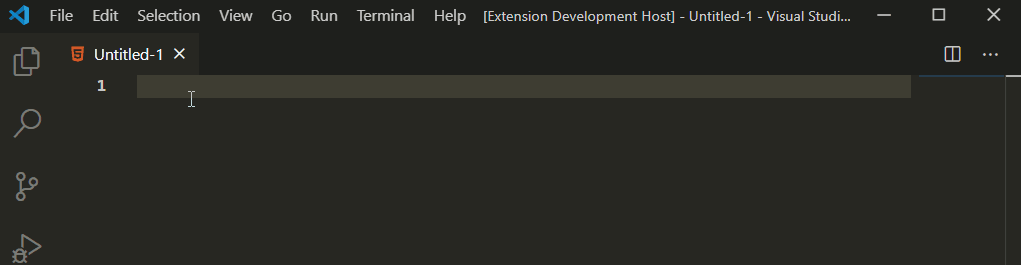 File Edit Selection View Go Run Terminal Help [Extension Development Host] - Untitled-1 - Visual Studi...
Untitled-1
1